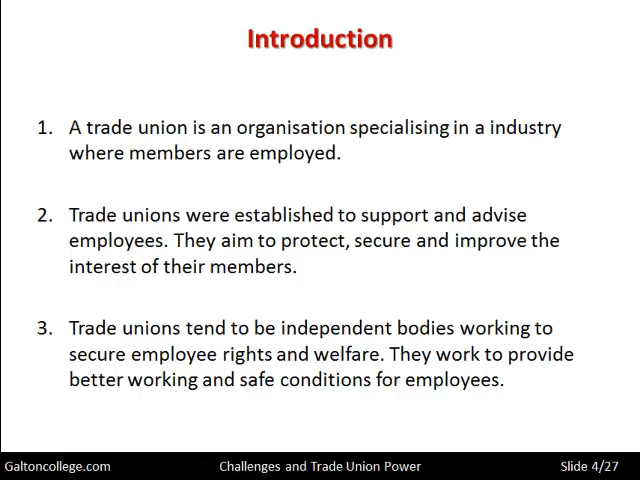 Introduction
1. A trade union is an organisation specialising in a industry
where members are employed.
2. Trade unions were established to support and advise
employees. They aim to protect, secure and improve the
interest of their members.
3. Trade unions tend to be independent bodies working to
secure employee rights and welfare. They work to provide
better working and safe conditions for employees.
Galtoncollege.com Challenges and Trade Union Power Slide 4/27